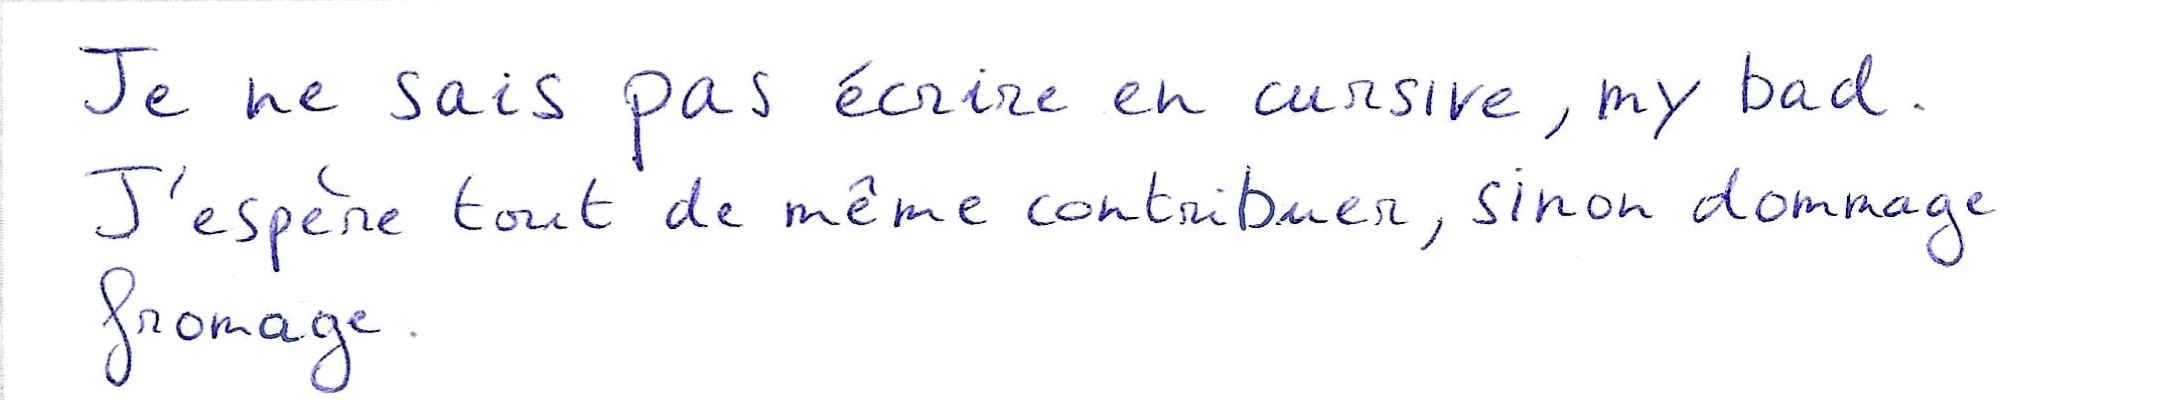 Je ne sais pas écrire en cursive, my bad.
J'espère tout de même contribuer, sinon dommage
fromage.